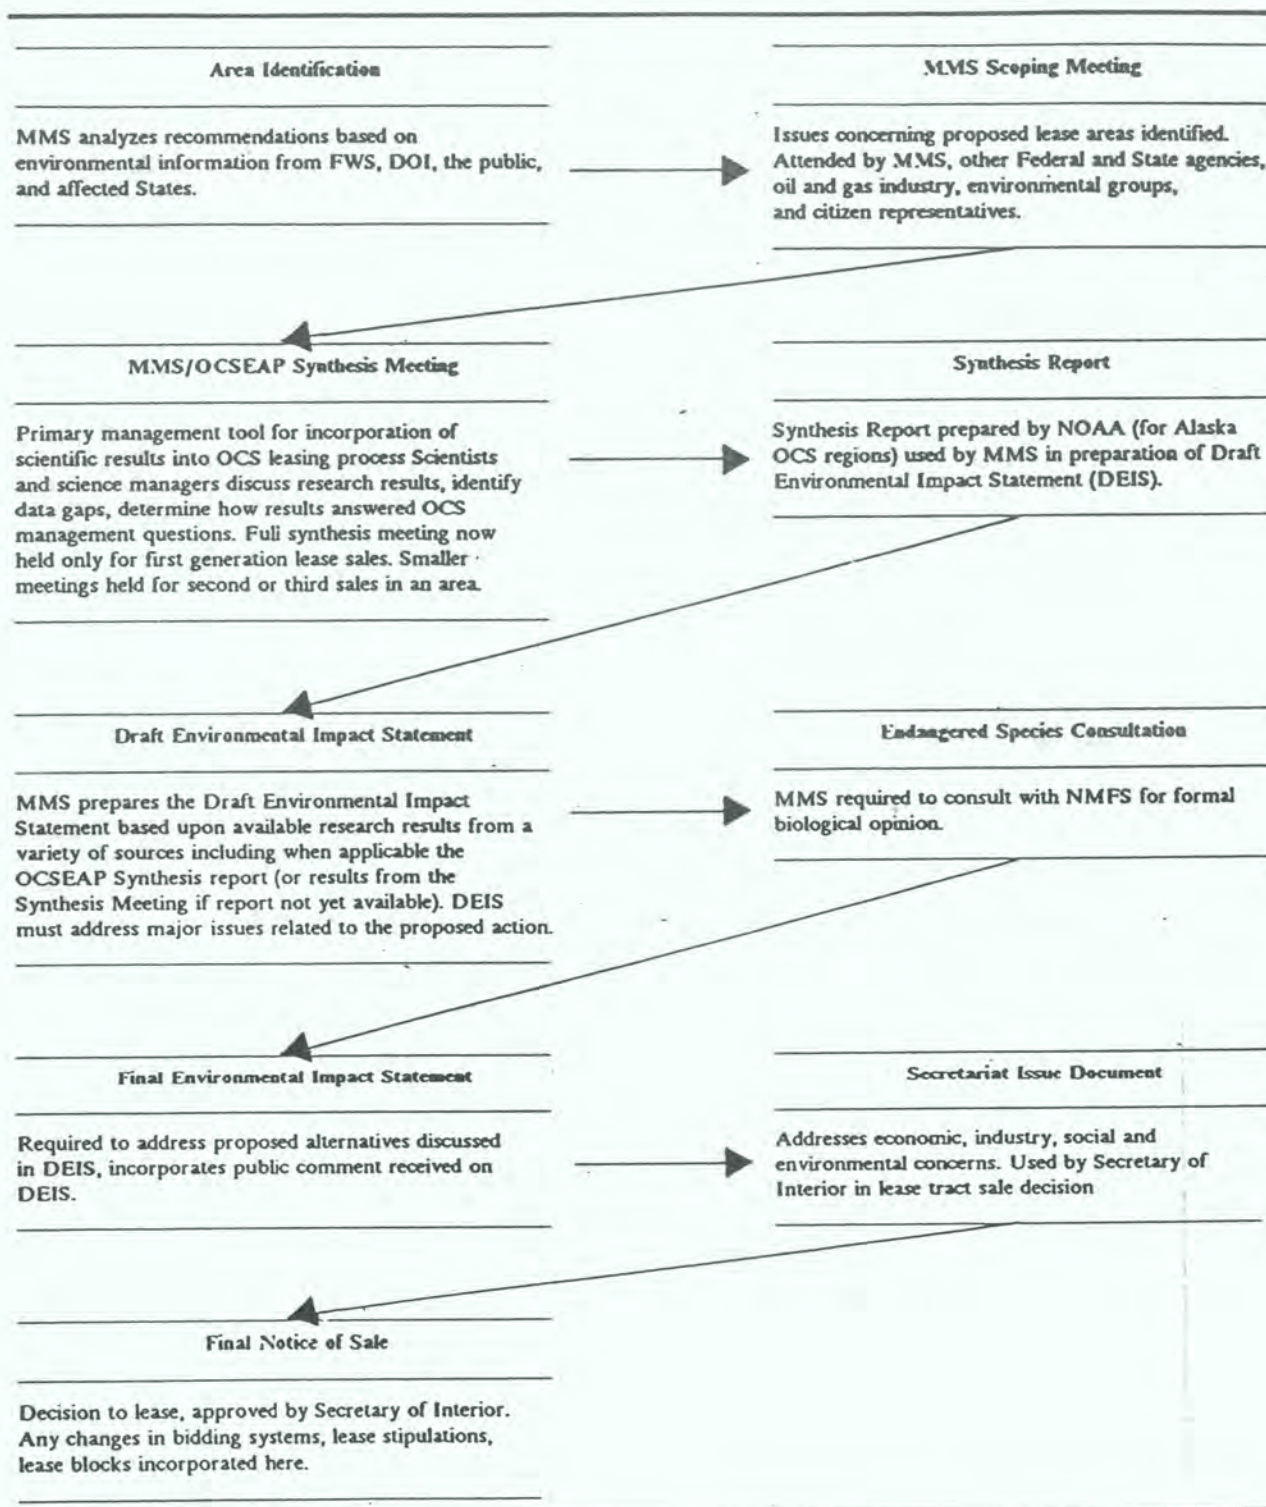 Area Identification
MMS analyzes recommendations based on
environmental information from FWS, DOI, the public,
and affected States.
MMS Scoping Meeting
Issues concerning proposed lease areas identified.
Attended by MMS, other Federal and State agencies,
oil and gas industry, environmental groups,
and citizen representatives.
MMS/OCSEAP Synthesis Meeting
Primary management tool for incorporation of
scientific results into OCS leasing process Scientists
and science managers discuss research results, identify
data gaps, determine how results answered OCS
management questions. Full synthesis meeting now
held only for first generation lease sales. Smaller
meetings held for second or third sales in an area.
Synthesis Report
Synthesis Report prepared by NOAA (for Alaska
OCS regions) used by MMS in preparation of Draft
Environmental Impact Statement (DEIS).
Draft Environmental Impact Statement
MMS prepares the Draft Environmental Impact
Statement based upon available research results from a
variety of sources including when applicable the
OCSEAP Synthesis report (or results from the
Synthesis Meeting if report not yet available). DEIS
must address major issues related to the proposed action.
Endangered Species Consultation
MMS required to consult with NMFS for formal
biological opinion.
Final Environmental Impact Statement
Required to address proposed alternatives discussed
in DEIS, incorporates public comment received on
DEIS.
Secretariat Issue Document
Addresses economic, industry, social and
environmental concerns. Used by Secretary of
Interior in lease tract sale decision
Final Notice of Sale
Decision to lease, approved by Secretary of Interior.
Any changes in bidding systems, lease stipulations,
lease blocks incorporated here.